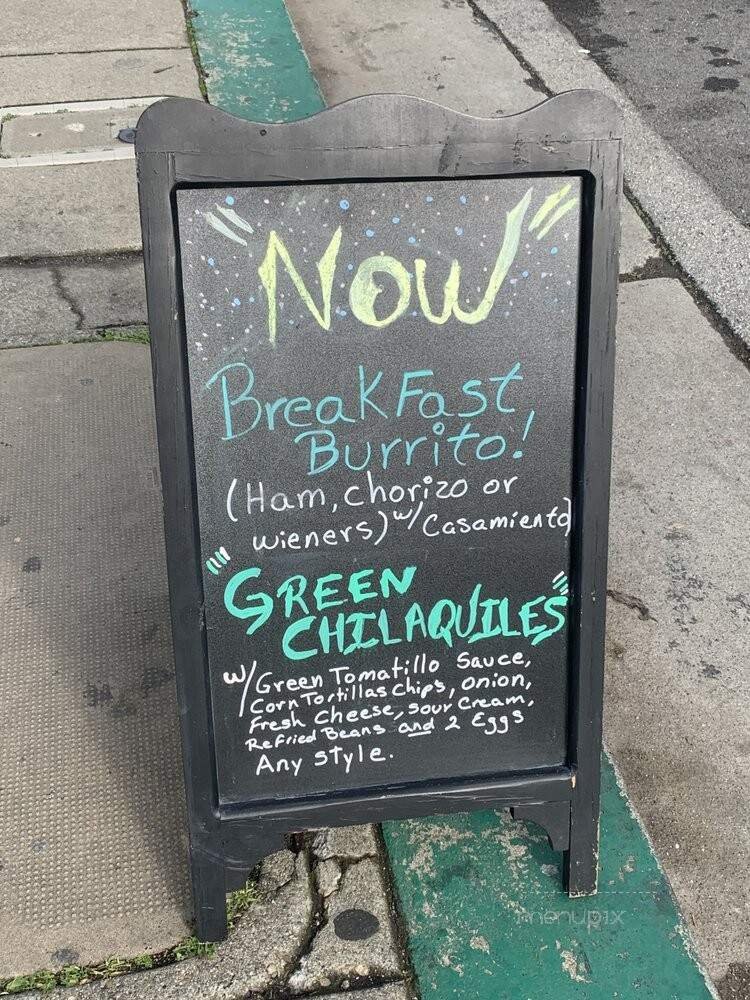 "Now"
BreakFast
Burrito!
(Ham, chorizo or
wieners) w/ Casamiento
"GREEN
CHILAQUILES"
w/ Green Tomatillo Sauce,
Corn Tortillas Chips, onion,
Fresh Cheese, sour Cream,
Refried Beans and 2 Eggs
Any style.
menupix